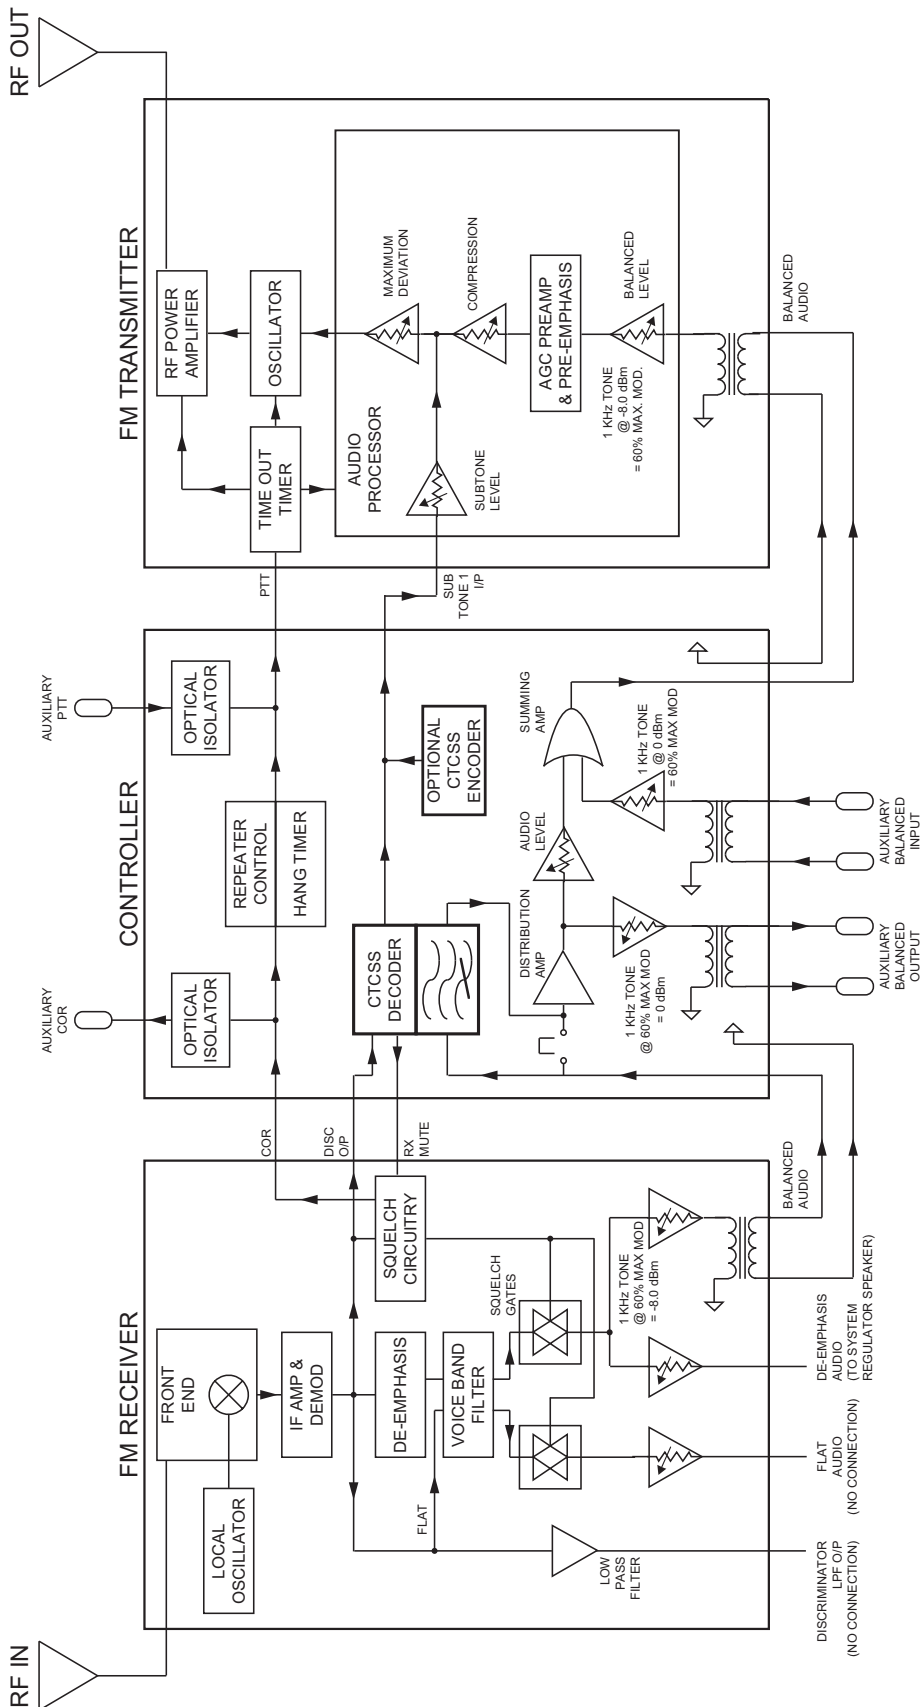 RF IN
RF OUT
FM RECEIVER
FRONT
END
LOCAL
OSCILLATOR
IF AMP &
DEMOD
DE-EMPHASIS
VOICE BAND
FILTER
FLAT
SQUELCH
CIRCUITRY
SQUELCH
GATES
LOW
PASS
FILTER
1 KHz TONE
@ 60% MAX MOD
= -8.0 dBm
DISCRIMINATOR
LPF O/P
(NO CONNECTION)
FLAT
AUDIO
(NO CONNECTION)
DE-EMPHASIS
AUDIO
(TO SYSTEM
REGULATOR SPEAKER)
BALANCED
AUDIO
COR
DISC
O/P
RX
MUTE
CONTROLLER
AUXILIARY
COR
OPTICAL
ISOLATOR
REPEATER
CONTROL
HANG TIMER
AUXILIARY
PTT
OPTICAL
ISOLATOR
CTCSS
DECODER
OPTIONAL
CTCSS
ENCODER
DISTRIBUTION
AMP
AUDIO
LEVEL
SUMMING
AMP
1 KHz TONE
@ 60% MAX MOD
= 0 dBm
1 KHz TONE
@ 0 dBm
= 60% MAX MOD
AUXILIARY
BALANCED
OUTPUT
AUXILIARY
BALANCED
INPUT
PTT
SUB
TONE 1
I/P
FM TRANSMITTER
TIME OUT
TIMER
RF POWER
AMPLIFIER
OSCILLATOR
AUDIO
PROCESSOR
SUBTONE
LEVEL
MAXIMUM
DEVIATION
COMPRESSION
AGC PREAMP
& PRE-EMPHASIS
BALANCED
LEVEL
1 KHz TONE
@ -8.0 dBm
= 60% MAX. MOD.
BALANCED
AUDIO